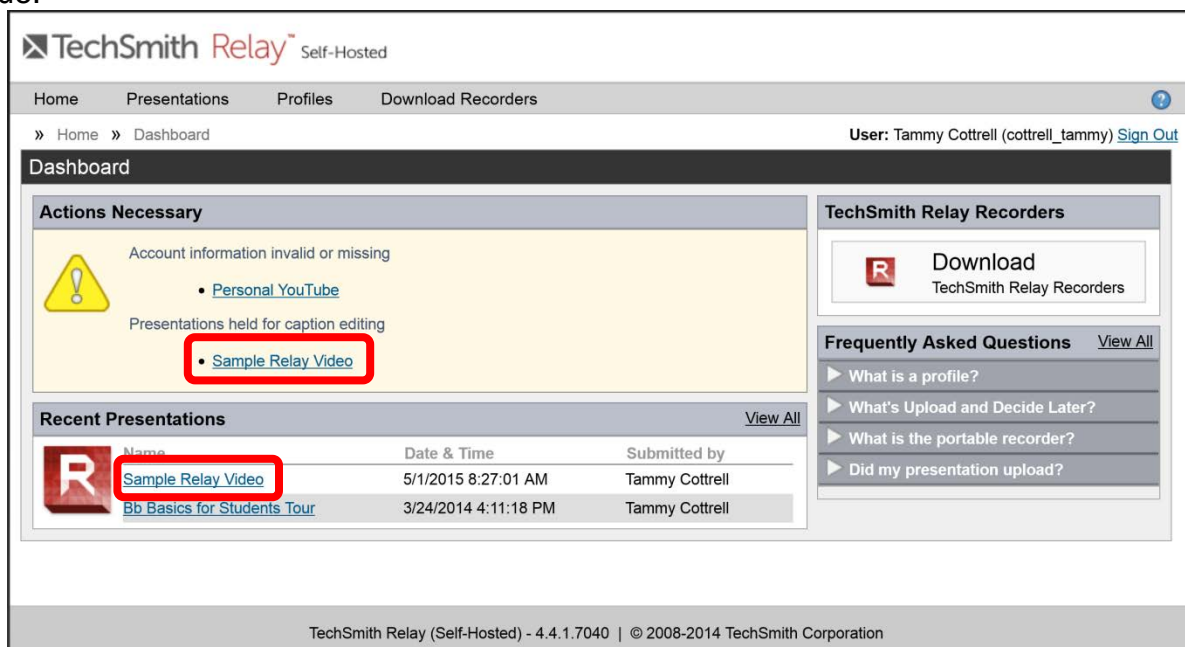 TechSmith Relay™ Self-Hosted
Home Presentations Profiles Download Recorders ?
» Home » Dashboard User: Tammy Cottrell (cottrell_tammy) Sign Out
Dashboard
Actions Necessary
Account information invalid or missing
• Personal YouTube
Presentations held for caption editing
• Sample Relay Video
TechSmith Relay Recorders
R Download
TechSmith Relay Recorders
Frequently Asked Questions View All
What is a profile?
What's Upload and Decide Later?
What is the portable recorder?
Did my presentation upload?
Recent Presentations View All
R
Name Date & Time Submitted by
Sample Relay Video 5/1/2015 8:27:01 AM Tammy Cottrell
Bb Basics for Students Tour 3/24/2014 4:11:18 PM Tammy Cottrell
TechSmith Relay (Self-Hosted) - 4.4.1.7040 | © 2008-2014 TechSmith Corporation